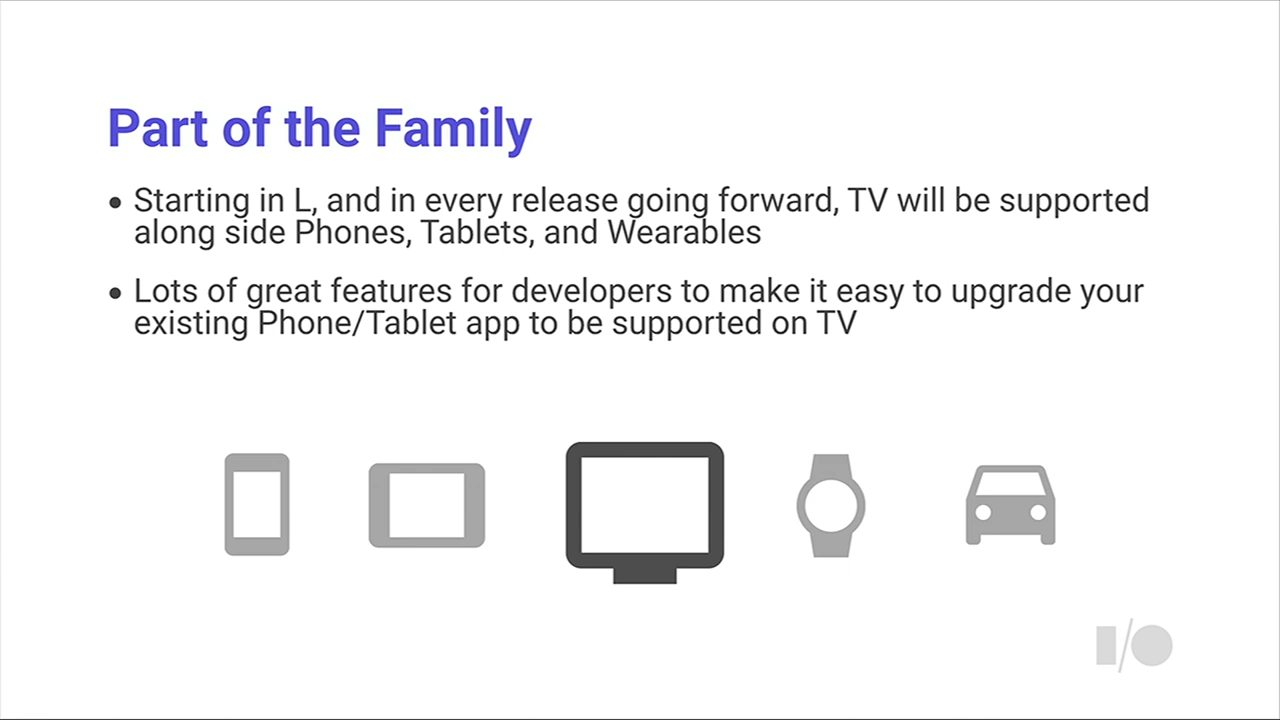 Part of the Family
• Starting in L, and in every release going forward, TV will be supported
along side Phones, Tablets, and Wearables
• Lots of great features for developers to make it easy to upgrade your
existing Phone/Tablet app to be supported on TV
I/O